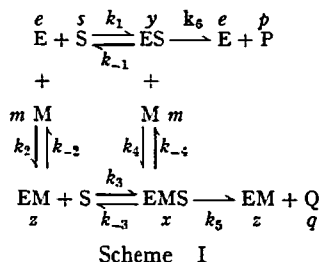 e s k₁ y k₆ e p
E + S ⇌ ES → E + P
k₋₁
+ +
m M M m
k₂ k₋₂ k₄ k₋₄
k₃
EM + S ⇌ EMS → EM + Q
z k₋₃ x k₅ z q
Scheme I